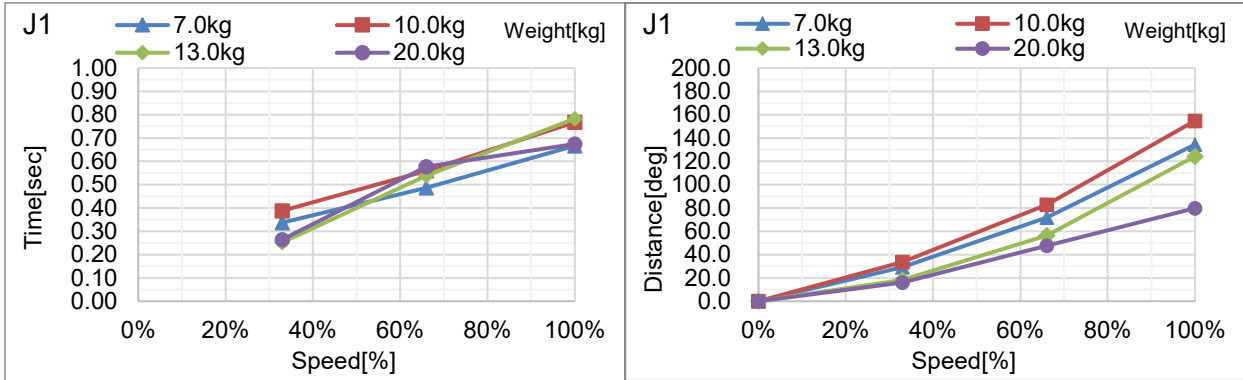 J1
7.0kg 10.0kg Weight[kg]
13.0kg 20.0kg
1.00
0.90
0.80
0.70
0.60
0.50
0.40
0.30
0.20
0.10
0.00
Time[sec]
0% 20% 40% 60% 80% 100%
Speed[%]
J1
7.0kg 10.0kg Weight[kg]
13.0kg 20.0kg
200.0
180.0
160.0
140.0
120.0
100.0
80.0
60.0
40.0
20.0
0.0
Distance[deg]
0% 20% 40% 60% 80% 100%
Speed[%]